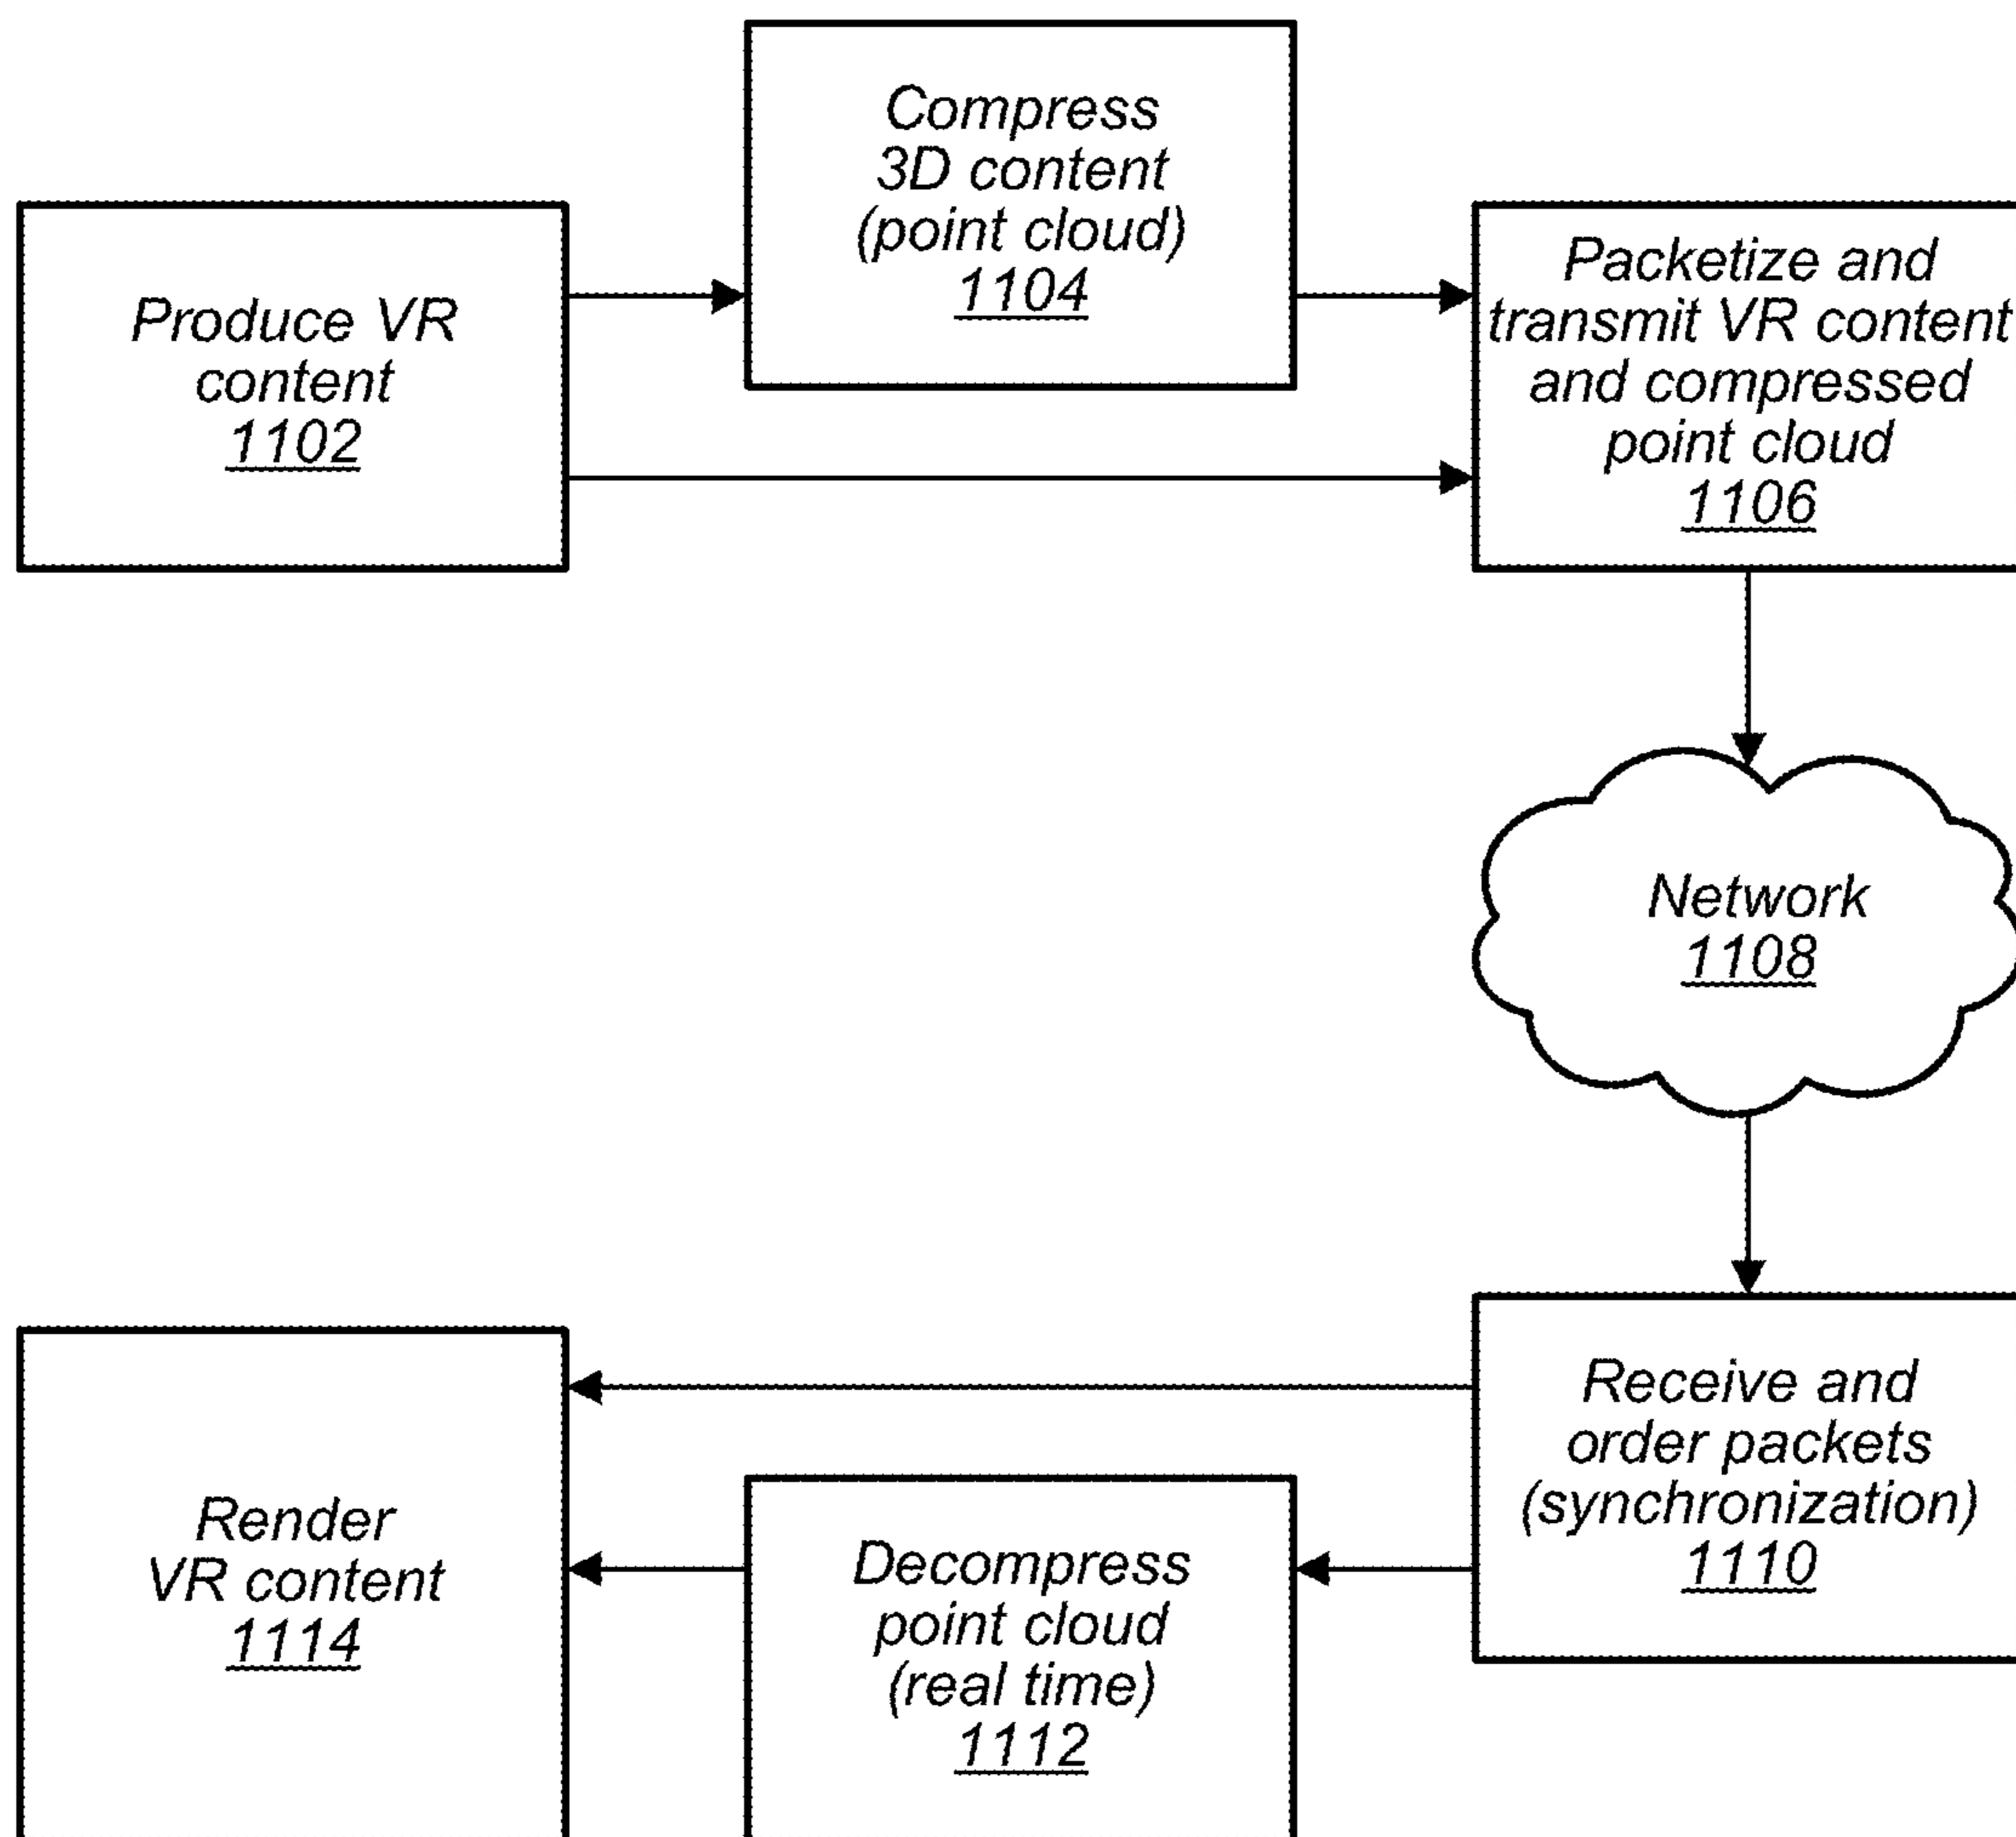 Compress
3D content
(point cloud)
1104
Produce VR
content
1102
Packetize and
transmit VR content
and compressed
point cloud
1106
Network
1108
Receive and
order packets
(synchronization)
1110
Decompress
point cloud
(real time)
1112
Render
VR content
1114